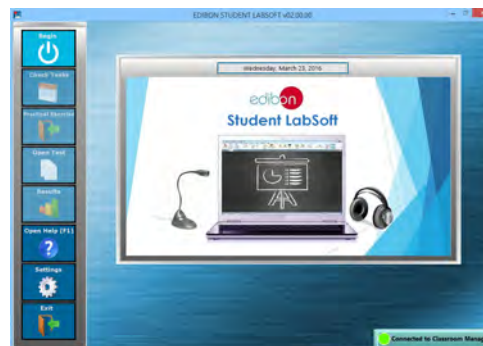 EDIBON STUDENT LABSOFT v02.00.00
Begin
Check Tasks
Practical Exercise
Open Test
Results
Open Help (F1)
Settings
Exit
Wednesday, March 23, 2016
edibon
Student LabSoft
Connected to Classroom Manag